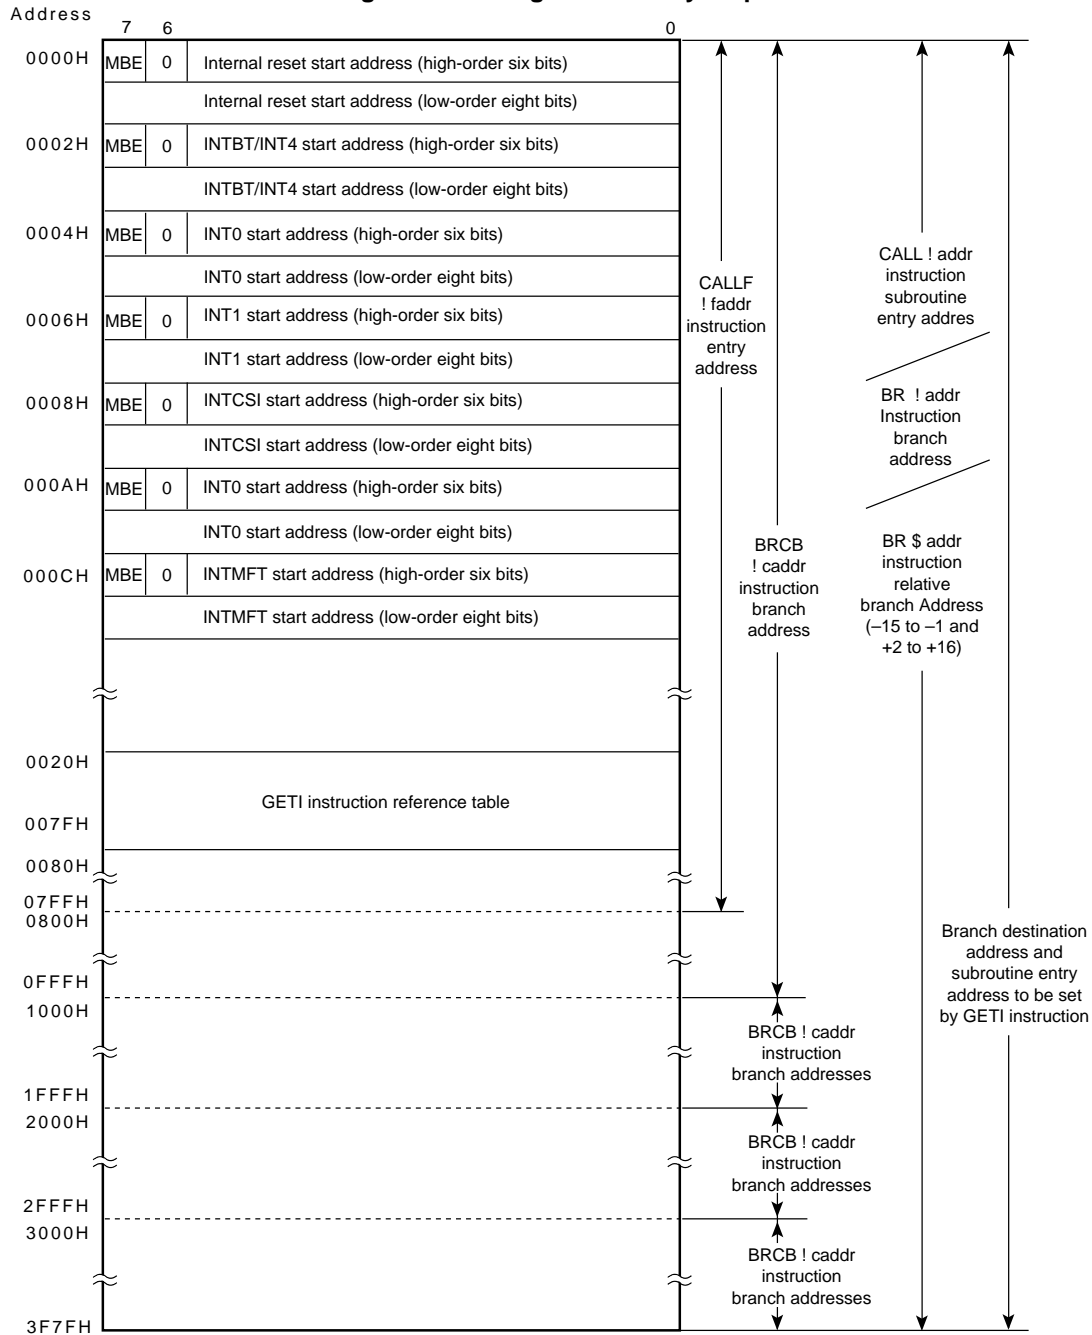 Address
7 6 0
0000H MBE 0 Internal reset start address (high-order six bits)
Internal reset start address (low-order eight bits)
0002H MBE 0 INTBT/INT4 start address (high-order six bits)
INTBT/INT4 start address (low-order eight bits)
0004H MBE 0 INT0 start address (high-order six bits)
INT0 start address (low-order eight bits)
0006H MBE 0 INT1 start address (high-order six bits)
INT1 start address (low-order eight bits)
0008H MBE 0 INTCSI start address (high-order six bits)
INTCSI start address (low-order eight bits)
000AH MBE 0 INT0 start address (high-order six bits)
INT0 start address (low-order eight bits)
000CH MBE 0 INTMFT start address (high-order six bits)
INTMFT start address (low-order eight bits)
0020H
GETI instruction reference table
007FH
0080H
07FFH
0800H
0FFFH
1000H
1FFFH
2000H
2FFFH
3000H
3F7FH
CALLF
! faddr
instruction
entry
address
BRCB
! caddr
instruction
branch
address
BRCB ! caddr
instruction
branch addresses
BRCB ! caddr
instruction
branch addresses
BRCB ! caddr
instruction
branch addresses
CALL ! addr
instruction
subroutine
entry addres
BR ! addr
Instruction
branch
address
BR $ addr
instruction
relative
branch Address
(–15 to –1 and
+2 to +16)
Branch destination
address and
subroutine entry
address to be set
by GETI instruction